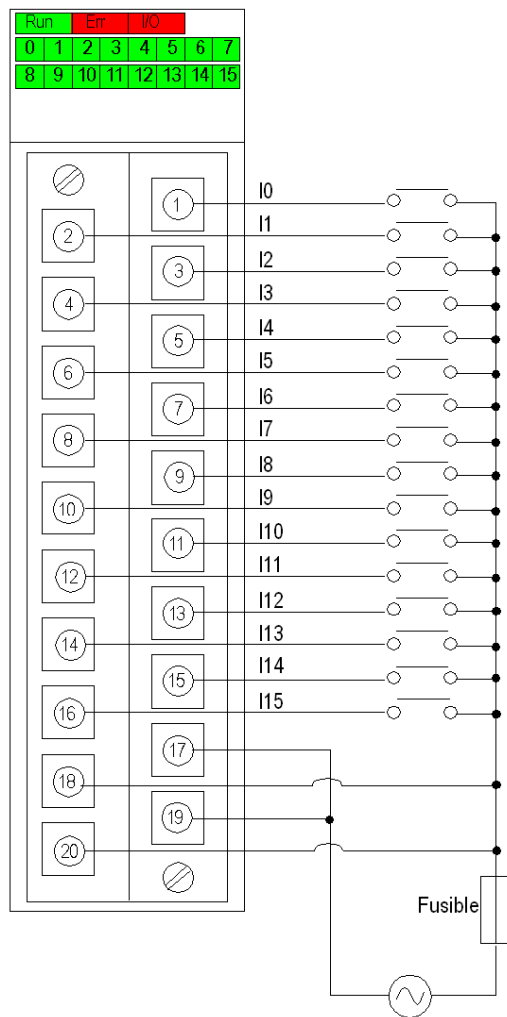 Run Err I/O
0 1 2 3 4 5 6 7
8 9 10 11 12 13 14 15
1 I0
2 I1
3 I2
4 I3
5 I4
6 I5
7 I6
8 I7
9 I8
10 I9
11 I10
12 I11
13 I12
14 I13
15 I14
16 I15
17
18
19
20
Fusible